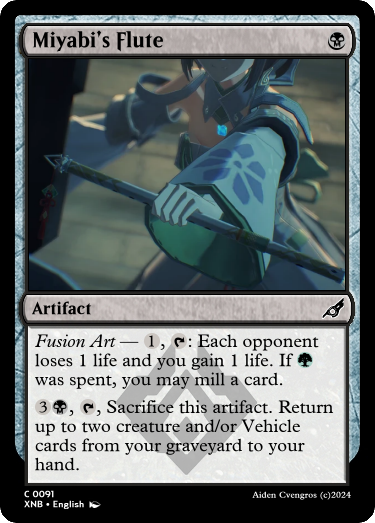 Miyabi's Flute
Artifact
Fusion Art — 1, : Each opponent
loses 1 life and you gain 1 life. If
was spent, you may mill a card.
3, , Sacrifice this artifact. Return
up to two creature and/or Vehicle
cards from your graveyard to your
hand.
C 0091
XNB • English
Aiden Cvengros (c)2024